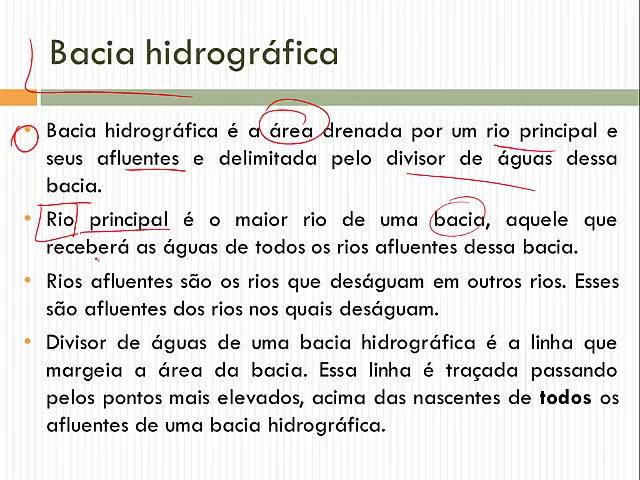 Bacia hidrográfica
• Bacia hidrográfica é a área drenada por um rio principal e
seus afluentes e delimitada pelo divisor de águas dessa
bacia.
• Rio principal é o maior rio de uma bacia, aquele que
receberá as águas de todos os rios afluentes dessa bacia.
• Rios afluentes são os rios que deságuam em outros rios. Esses
são afluentes dos rios nos quais deságuam.
• Divisor de águas de uma bacia hidrográfica é a linha que
margeia a área da bacia. Essa linha é traçada passando
pelos pontos mais elevados, acima das nascentes de todos os
afluentes de uma bacia hidrográfica.